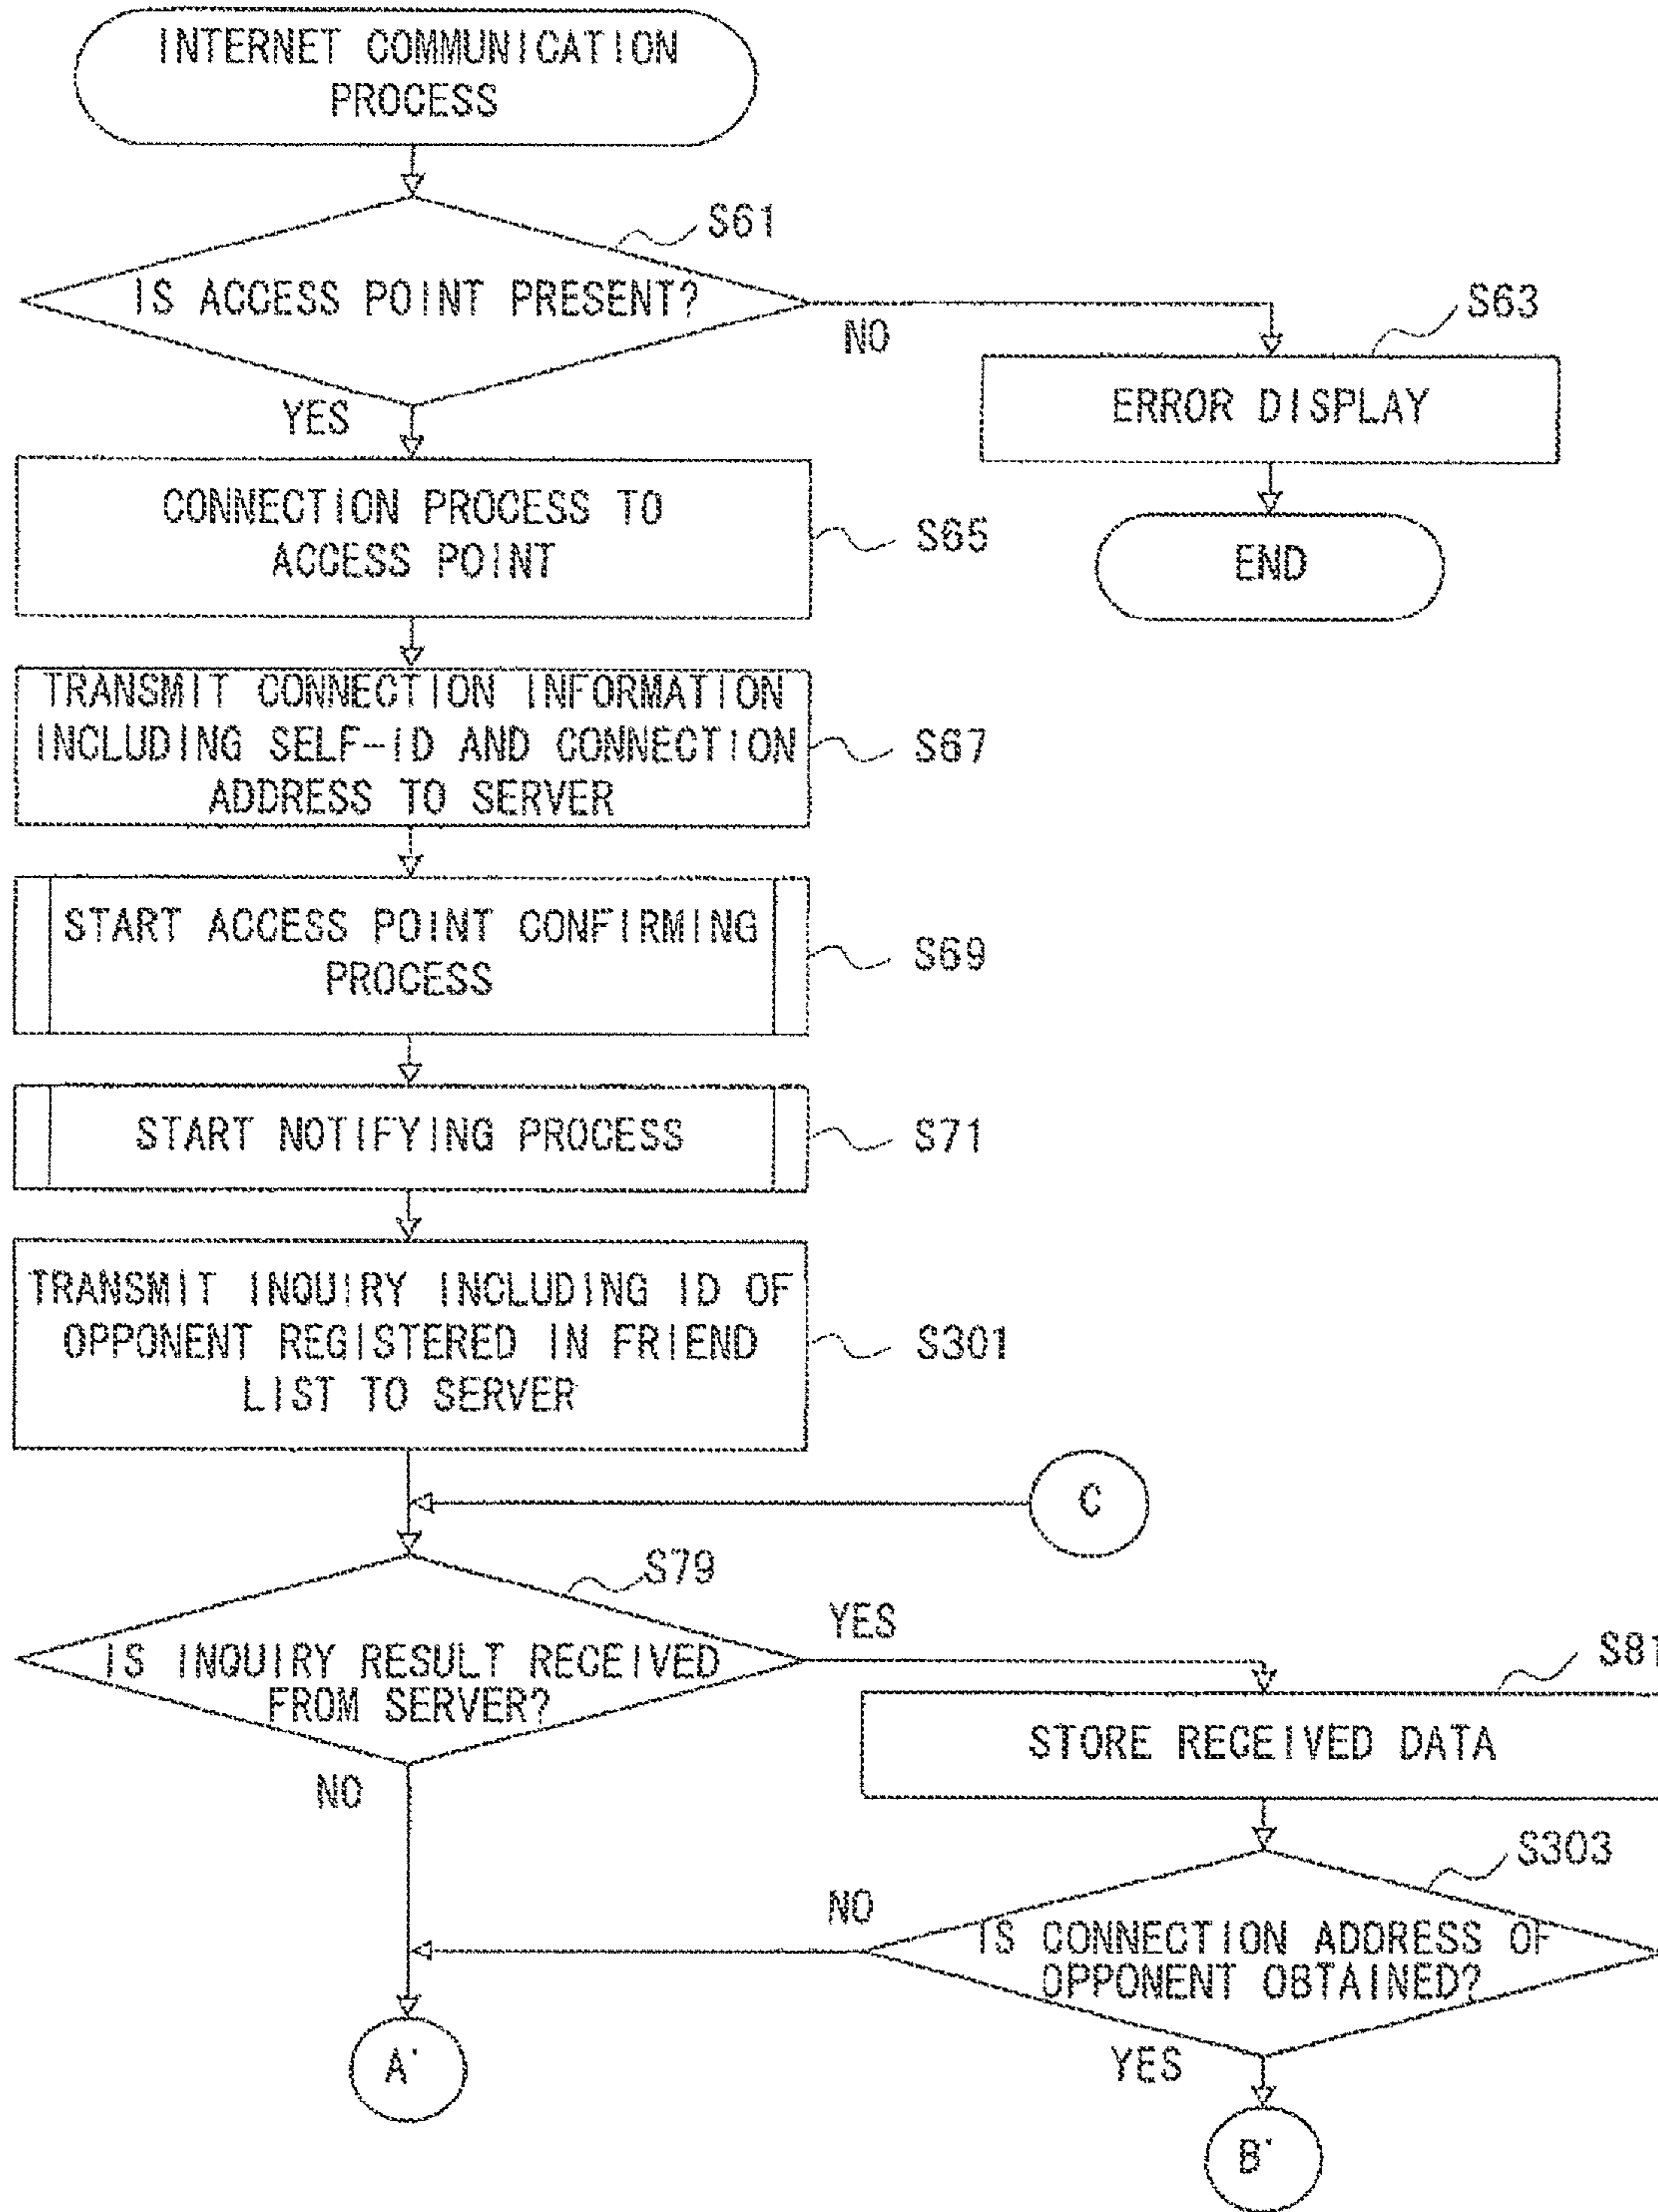 INTERNET COMMUNICATION
PROCESS
S61
IS ACCESS POINT PRESENT?
NO
S63
ERROR DISPLAY
END
YES
CONNECTION PROCESS TO
ACCESS POINT
S65
TRANSMIT CONNECTION INFORMATION
INCLUDING SELF-ID AND CONNECTION
ADDRESS TO SERVER
S67
START ACCESS POINT CONFIRMING
PROCESS
S69
START NOTIFYING PROCESS
S71
TRANSMIT INQUIRY INCLUDING ID OF
OPPONENT REGISTERED IN FRIEND
LIST TO SERVER
S301
C
S79
IS INQUIRY RESULT RECEIVED
FROM SERVER?
YES
S81
STORE RECEIVED DATA
NO
S303
IS CONNECTION ADDRESS OF
OPPONENT OBTAINED?
NO
YES
A'
B'